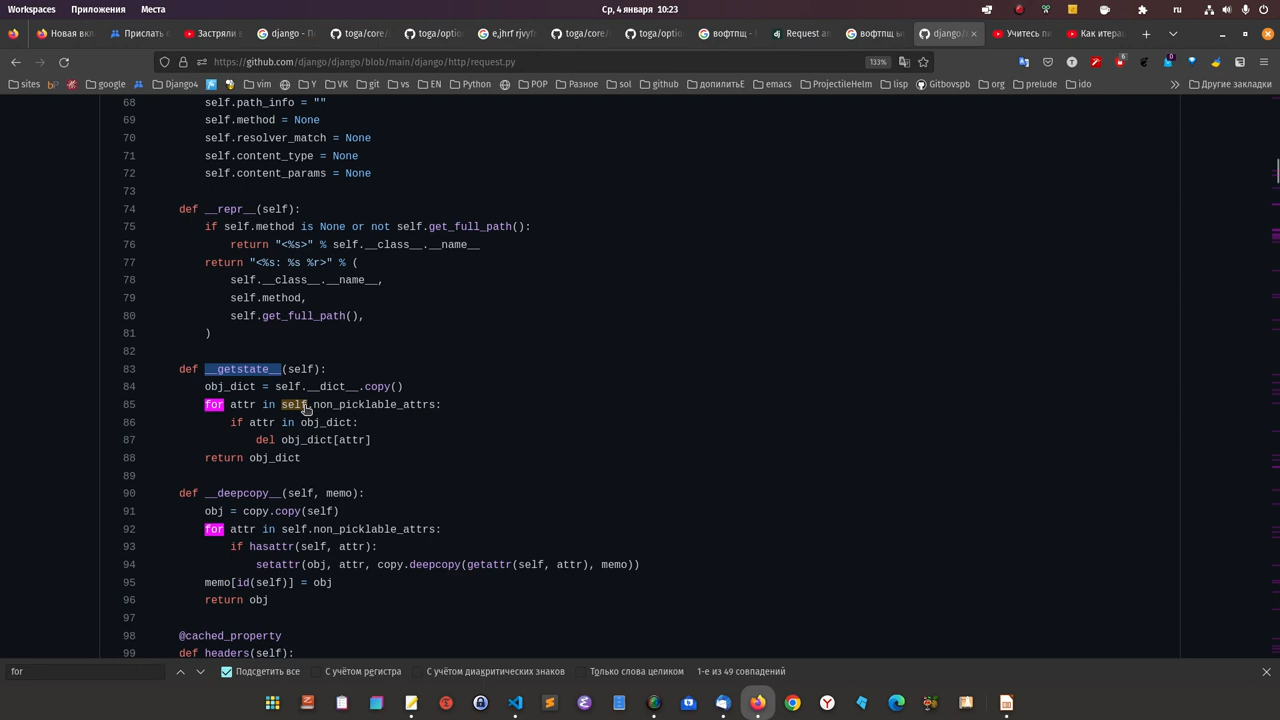 Workspaces Приложения Места Ср, 4 января 10:23 ru
Новая вкл Прислать Застряли django - П toga/core/ toga/option e,jhrf rjvyf toga/core/ toga/option вофтпщ - Request an вофтпщ ы django/ Учитесь пи Как итера
https://github.com/django/django/blob/main/django/http/request.py 133%
sites google Django4 vim Y VK git vs EN Python POP Разное sol github допилитьЕ emacs ProjectileHelm lisp Gitbovspb org prelude ido Другие закладки
68 self.path_info = ""
69 self.method = None
70 self.resolver_match = None
71 self.content_type = None
72 self.content_params = None
73
74 def __repr__(self):
75 if self.method is None or not self.get_full_path():
76 return "<%s>" % self.__class__.__name__
77 return "<%s: %s %r>" % (
78 self.__class__.__name__,
79 self.method,
80 self.get_full_path(),
81 )
82
83 def __getstate__(self):
84 obj_dict = self.__dict__.copy()
85 for attr in self.non_picklable_attrs:
86 if attr in obj_dict:
87 del obj_dict[attr]
88 return obj_dict
89
90 def __deepcopy__(self, memo):
91 obj = copy.copy(self)
92 for attr in self.non_picklable_attrs:
93 if hasattr(self, attr):
94 setattr(obj, attr, copy.deepcopy(getattr(self, attr), memo))
95 memo[id(self)] = obj
96 return obj
97
98 @cached_property
99 def headers(self):
for Подсветить все С учётом регистра С учётом диакритических знаков Только слова целиком 1-е из 49 совпадений